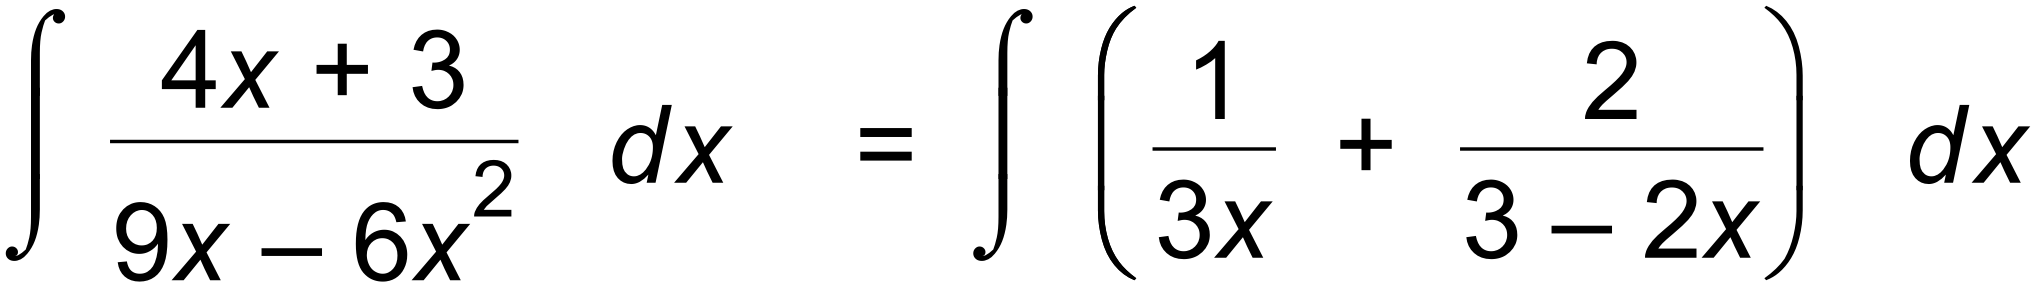 ∫ (4x + 3)/(9x – 6x²) dx = ∫ (1/(3x) + 2/(3 – 2x)) dx